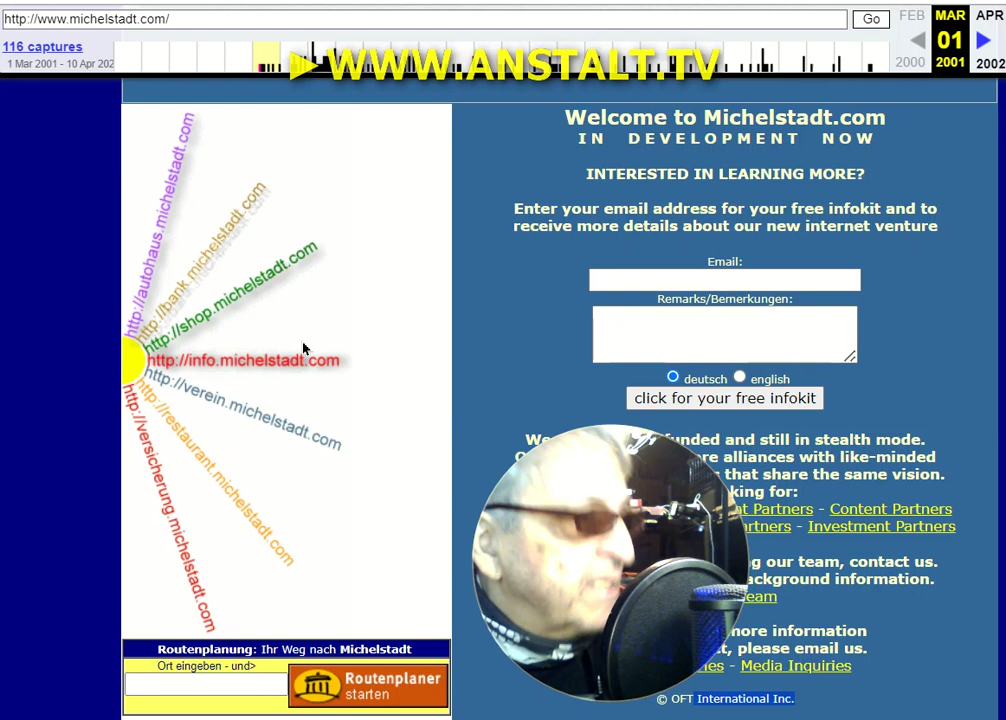 http://www.michelstadt.com/
Go
FEB
MAR
APR
116 captures
01
1 Mar 2001 - 10 Apr 202
2000
2001
2002
►WWW.ANSTALT.TV
http://autohaus.michelstadt.com
http://bank.michelstadt.com
http://shop.michelstadt.com
http://info.michelstadt.com
http://verein.michelstadt.com
http://restaurant.michelstadt.com
http://versicherung.michelstadt.com
Routenplanung: Ihr Weg nach Michelstadt
Ort eingeben - und>
Routenplaner
starten
Welcome to Michelstadt.com
IN DEVELOPMENT NOW
INTERESTED IN LEARNING MORE?
Enter your email address for your free infokit and to
receive more details about our new internet venture
Email:
Remarks/Bemerkungen:
deutsch
english
click for your free infokit
funded and still in stealth mode.
alliances with like-minded
that share the same vision.
for:
Partners - Content Partners
- Investment Partners
our team, contact us.
information.
more information
please email us.
- Media Inquiries
© OFT International Inc.